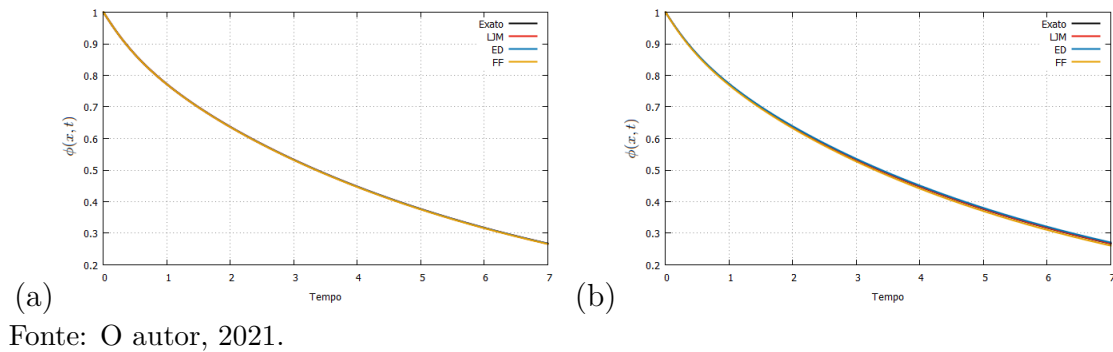 1
0.9
0.8
0.7
0.6
0.5
0.4
0.3
0.2
0 1 2 3 4 5 6 7
ϕ(x, t)
Tempo
Exato
LJM
ED
FF
(a)
1
0.9
0.8
0.7
0.6
0.5
0.4
0.3
0.2
0 1 2 3 4 5 6 7
ϕ(x, t)
Tempo
Exato
LJM
ED
FF
(b)
Fonte: O autor, 2021.